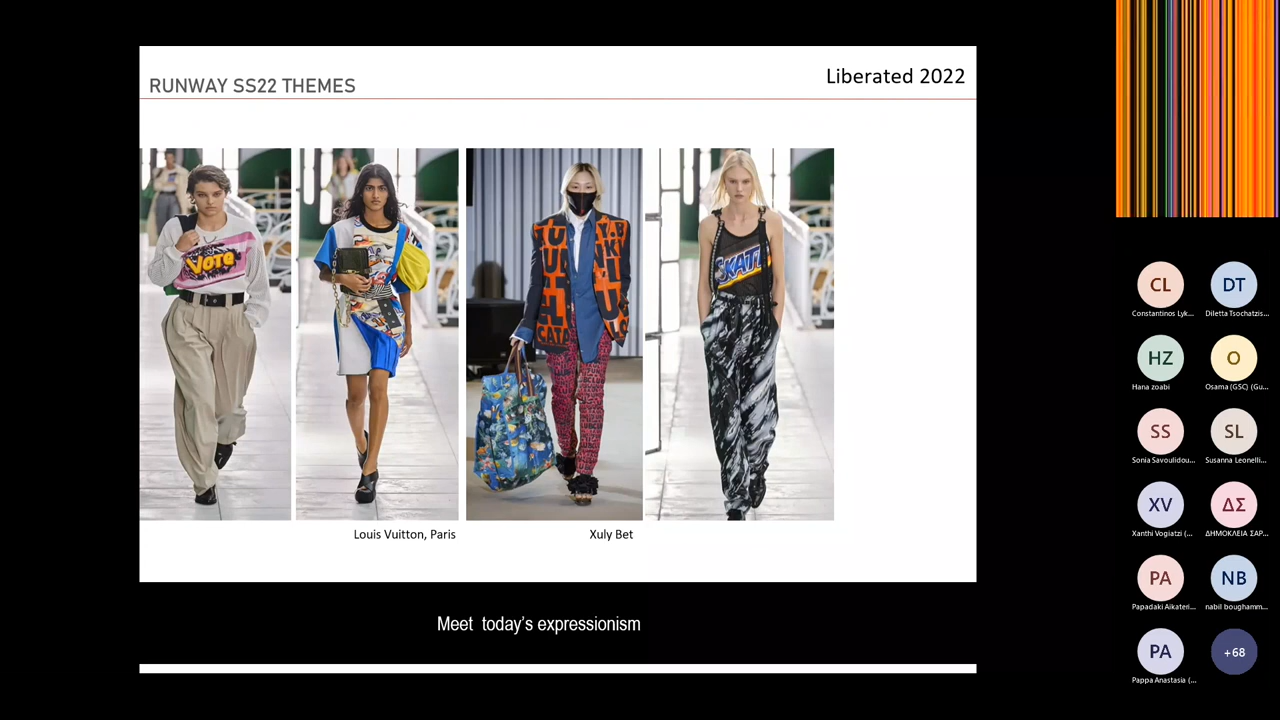 RUNWAY SS22 THEMES
Liberated 2022
Vote
SKATE
Louis Vuitton, Paris
Xuly Bet
Meet today's expressionism
CL
DT
Constantinos Lyk...
Diletta Tsochatzis...
HZ
O
Hana zoabi
Osama (GSC) (Gu...
SS
SL
Sonia Savoulidou...
Susanna Leonelli...
XV
ΔΣ
Xanthi Vogiatzi (...
ΔΗΜΟΚΛΕΙΑ ΣΑΡ...
PA
NB
Papadaki Aikateri...
nabil boughamm...
PA
+68
Pappa Anastasia (...